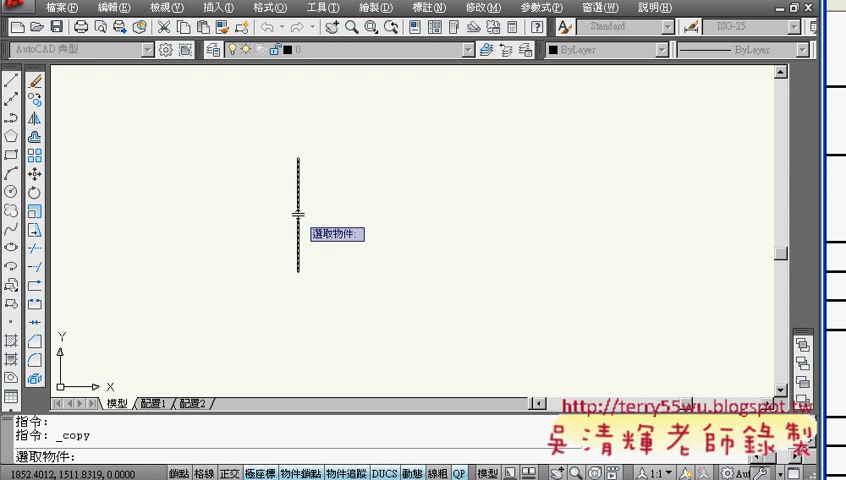 檔案(F) 編輯(E) 檢視(V) 插入(I) 格式(O) 工具(T) 繪製(D) 標註(N) 修改(M) 參數(P) 窗選(W) 說明(H)
Standard ISO-25
AutoCAD 典型 0 ByLayer ByLayer
選取物件:
Y
X
模型 配置1 配置2
http://terry55wu.blogspot.tw
指令:
指令: _copy
吳清輝老師錄製
選取物件:
1852.4012, 1511.8319, 0.0000 鎖點 格線 正交 極座標 物件鎖點 物件追蹤 DUCS 動態 線粗 QP 模型 1:1